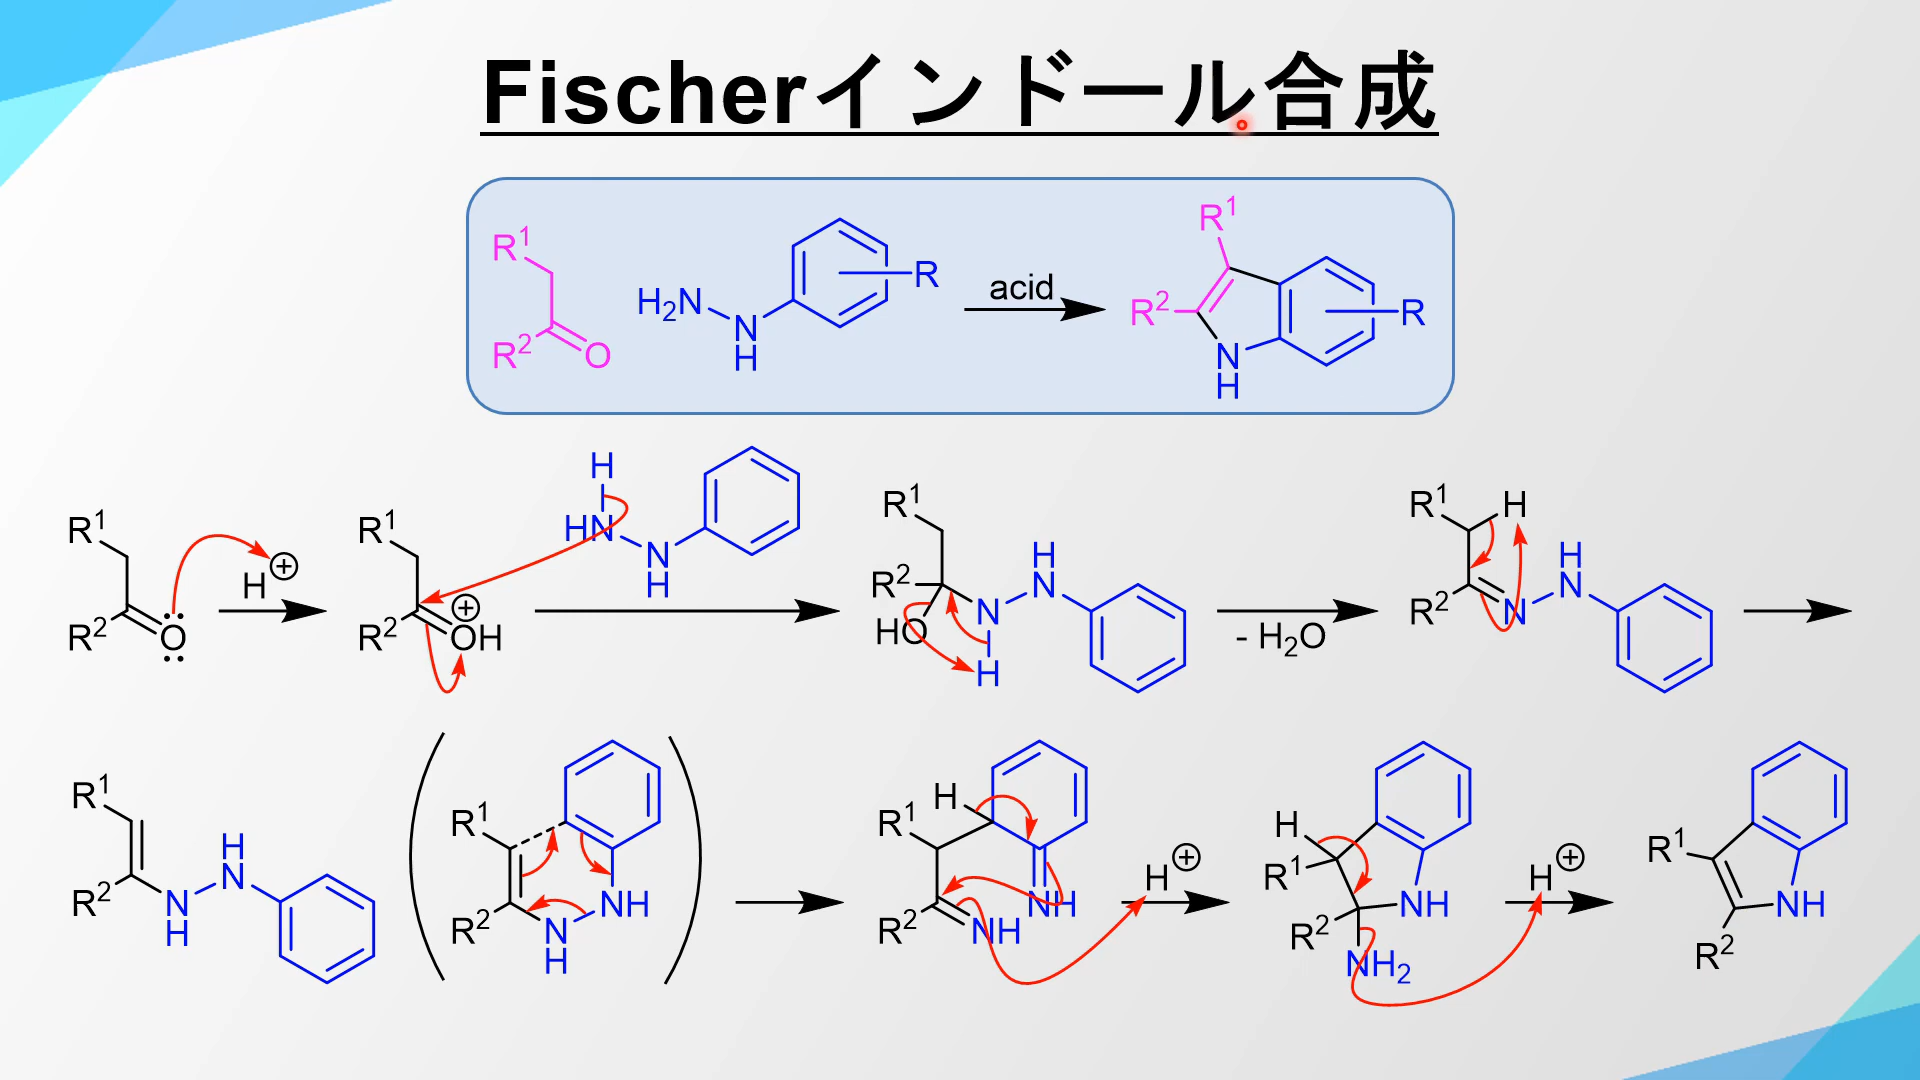 Fischerインドール合成
R¹
R²
O
H₂N
N
H
R
acid
R¹
R²
N
H
R
R¹
R²
O
H⊕
R¹
R²
⊕
OH
H
HN
N
H
R¹
R²
HO
N
H
H
N
- H₂O
R¹
H
R²
N
H
N
R¹
R²
N
H
H
N
R¹
R²
N
H
NH
H
R¹
R²
NH
NH
H⊕
H
R¹
R²
NH
NH₂
H⊕
R¹
R²
NH